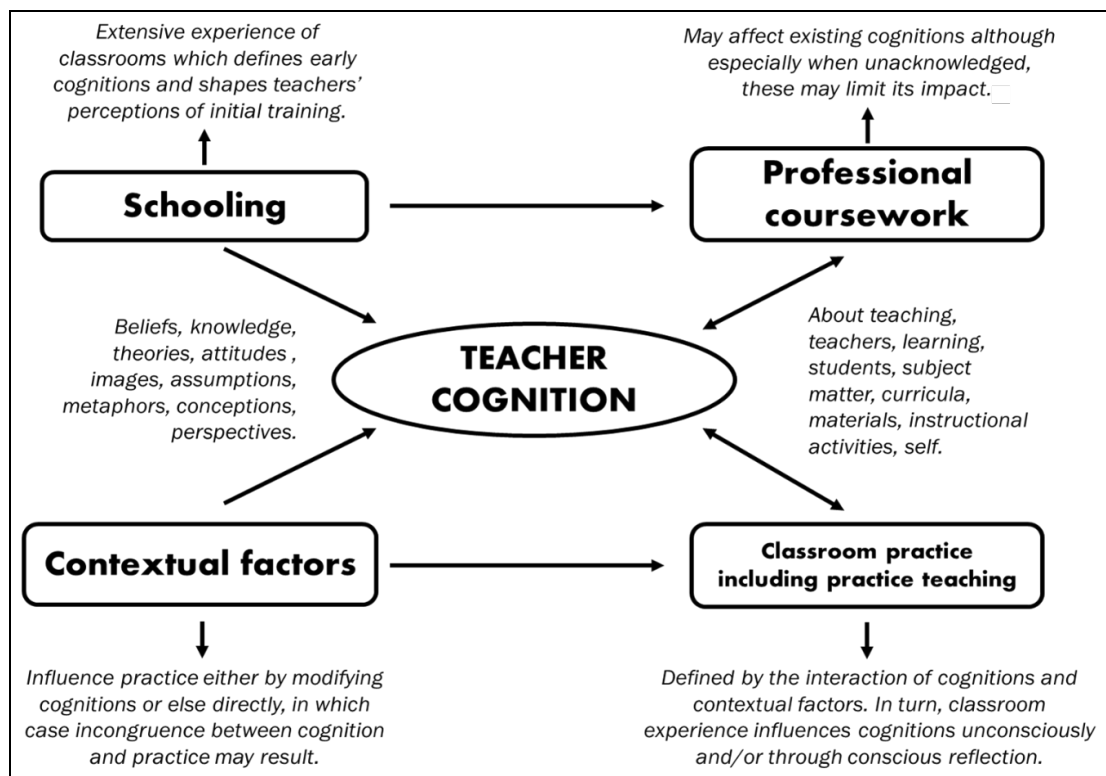 Extensive experience of
classrooms which defines early
cognitions and shapes teachers’
perceptions of initial training.
May affect existing cognitions although
especially when unacknowledged,
these may limit its impact.
Schooling
Professional
coursework
Beliefs, knowledge,
theories, attitudes ,
images, assumptions,
metaphors, conceptions,
perspectives.
TEACHER
COGNITION
About teaching,
teachers, learning,
students, subject
matter, curricula,
materials, instructional
activities, self.
Contextual factors
Classroom practice
including practice teaching
Influence practice either by modifying
cognitions or else directly, in which
case incongruence between cognition
and practice may result.
Defined by the interaction of cognitions and
contextual factors. In turn, classroom
experience influences cognitions unconsciously
and/or through conscious reflection.